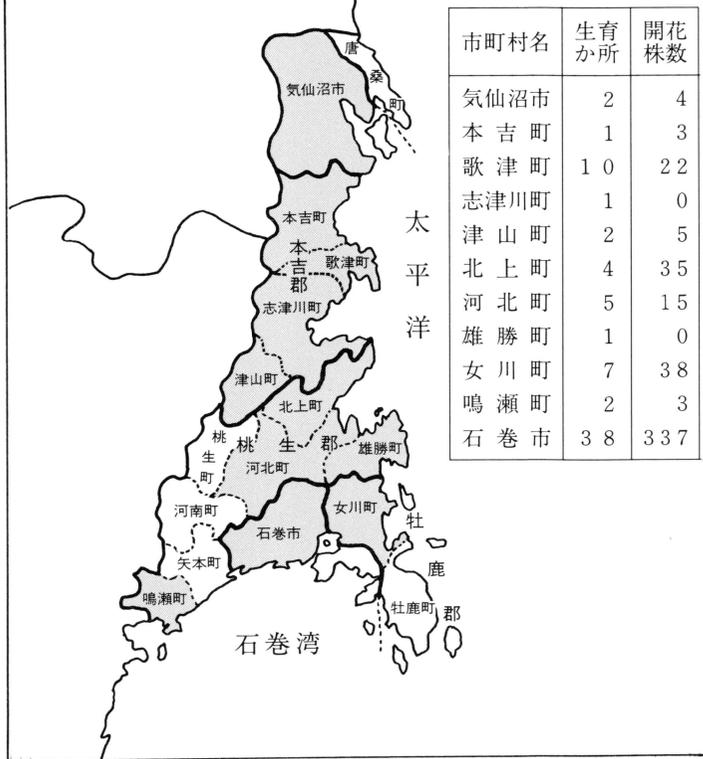 唐桑町
気仙沼市
本吉町
本吉郡
歌津町
志津川町
津山町
北上町
桃生町
桃生郡
雄勝町
河北町
河南町
女川町
石巻市
矢本町
鳴瀬町
牡鹿町
牡鹿郡
太平洋
石巻湾
市町村名 生育か所 開花株数
気仙沼市 2 4
本吉町 1 3
歌津町 10 22
志津川町 1 0
津山町 2 5
北上町 4 35
河北町 5 15
雄勝町 1 0
女川町 7 38
鳴瀬町 2 3
石巻市 38 337